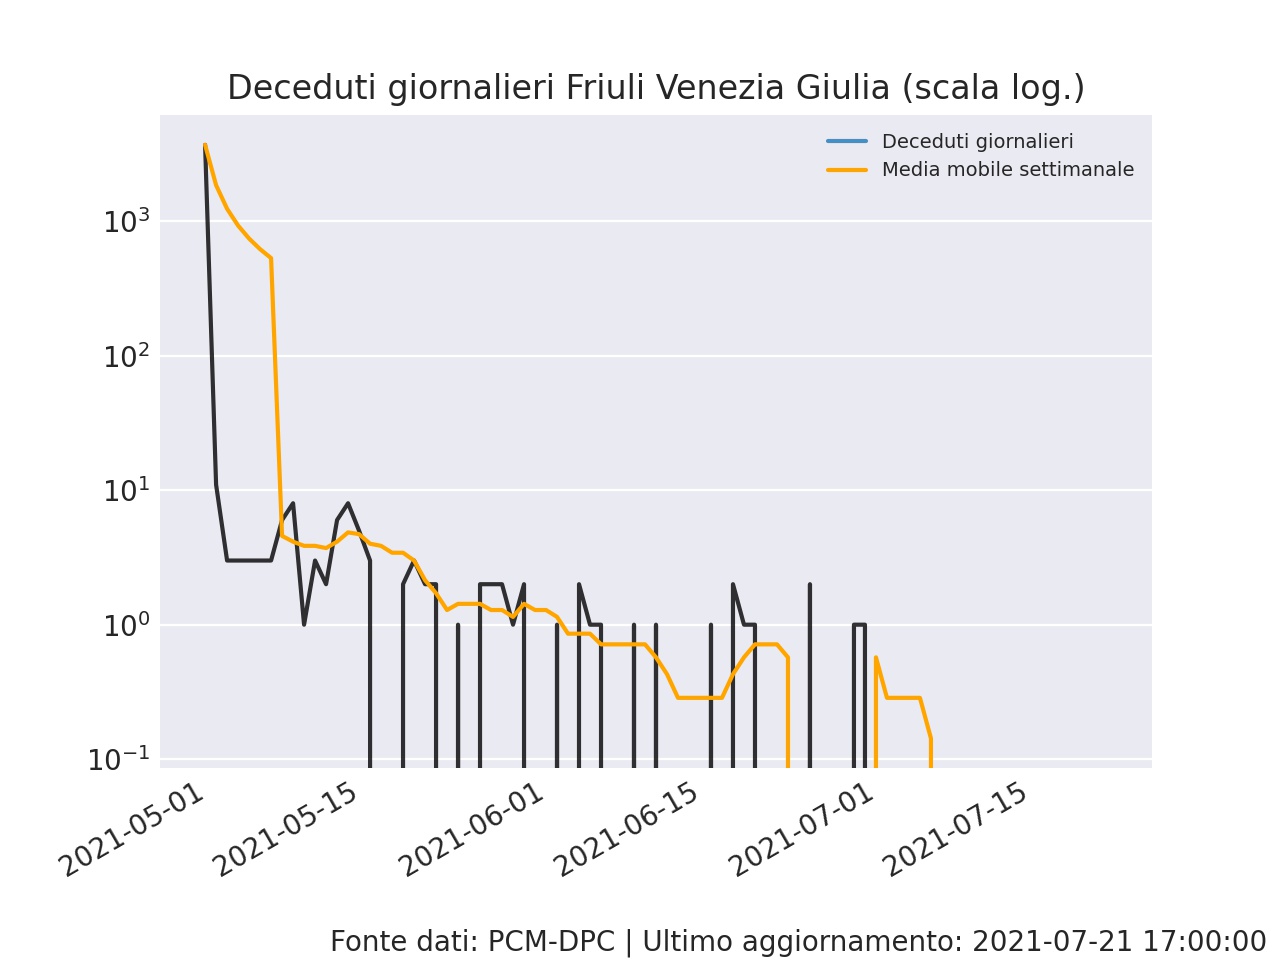 Deceduti giornalieri Friuli Venezia Giulia (scala log.)
Deceduti giornalieri
Media mobile settimanale
10³
10²
10¹
10⁰
10⁻¹
2021-05-01
2021-05-15
2021-06-01
2021-06-15
2021-07-01
2021-07-15
Fonte dati: PCM-DPC | Ultimo aggiornamento: 2021-07-21 17:00:00